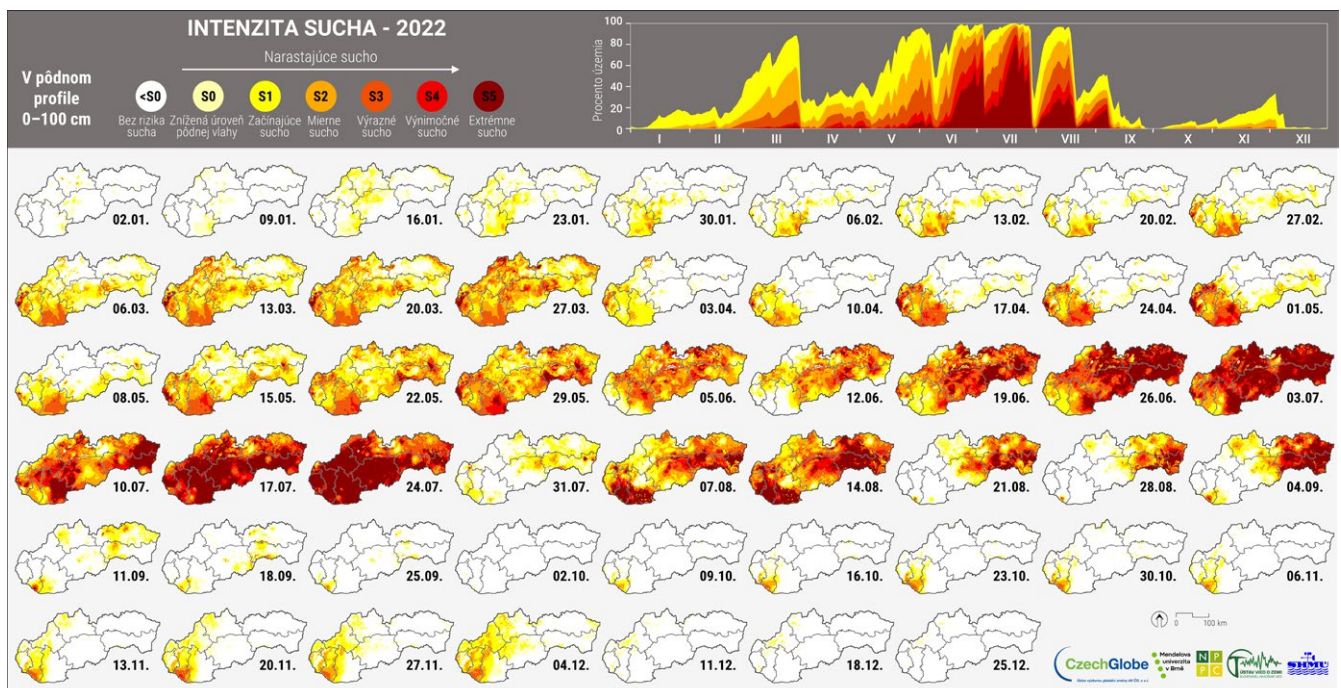 INTENZITA SUCHA - 2022
Narastajúce sucho
V pôdnom
profile
0–100 cm
<S0 S0 S1 S2 S3 S4 S5
Bez rizika sucha
Znížená úroveň pôdnej vlahy
Začínajúce sucho
Mierne sucho
Výrazné sucho
Výnimočné sucho
Extrémne sucho
Procento územia
100
80
60
40
20
0
I II III IV V VI VII VIII IX X XI XII
02.01. 09.01. 16.01. 23.01. 30.01. 06.02. 13.02. 20.02. 27.02.
06.03. 13.03. 20.03. 27.03. 03.04. 10.04. 17.04. 24.04. 01.05.
08.05. 15.05. 22.05. 29.05. 05.06. 12.06. 19.06. 26.06. 03.07.
10.07. 17.07. 24.07. 31.07. 07.08. 14.08. 21.08. 28.08. 04.09.
11.09. 18.09. 25.09. 02.10. 09.10. 16.10. 23.10. 30.10. 06.11.
13.11. 20.11. 27.11. 04.12. 11.12. 18.12. 25.12.
0 100 km
CzechGlobe
Mendelova
univerzita
v Brně
N P
P C
ÚSTAV VIED O ZEMI
SHMÚ